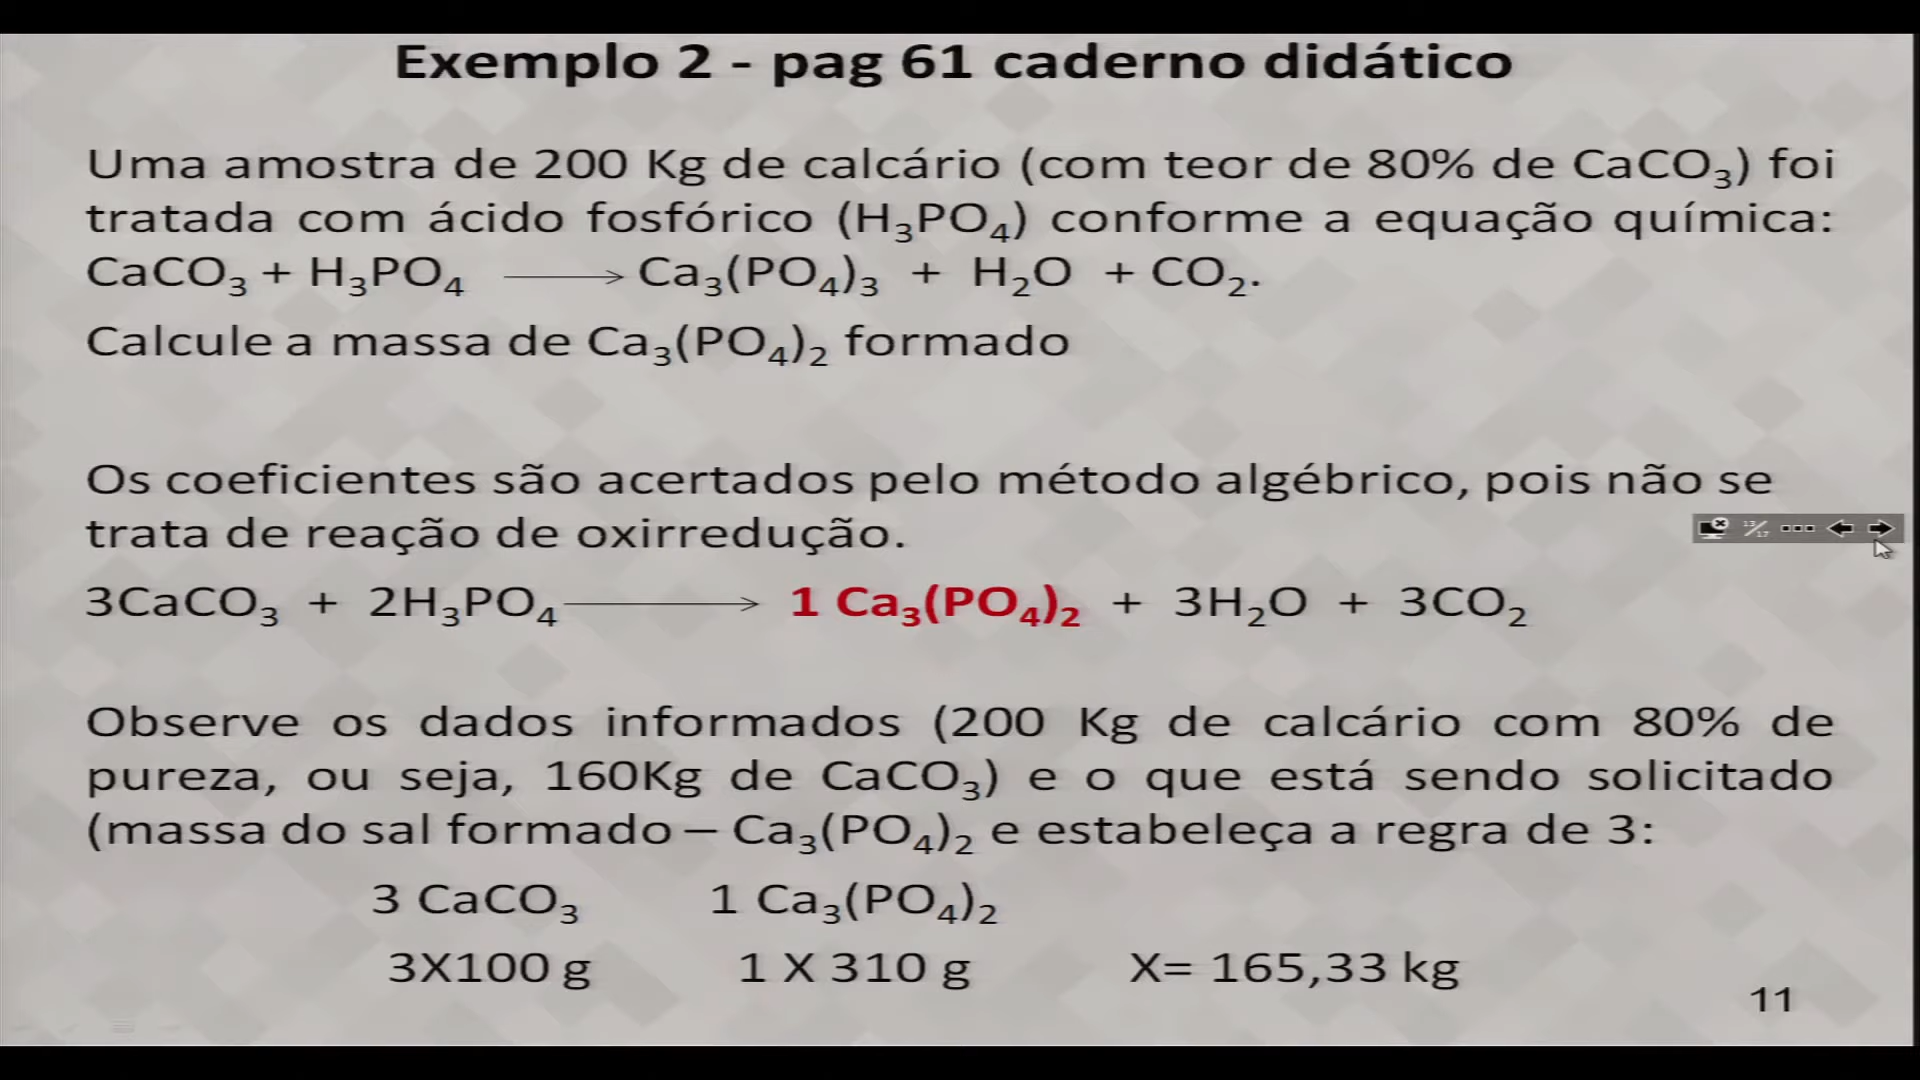 Exemplo 2 - pag 61 caderno didático
Uma amostra de 200 Kg de calcário (com teor de 80% de CaCO₃) foi
tratada com ácido fosfórico (H₃PO₄) conforme a equação química:
CaCO₃ + H₃PO₄ ⟶ Ca₃(PO₄)₃ + H₂O + CO₂.
Calcule a massa de Ca₃(PO₄)₂ formado
Os coeficientes são acertados pelo método algébrico, pois não se
trata de reação de oxirredução.
13/17
3CaCO₃ + 2H₃PO₄ ⟶ 1 Ca₃(PO₄)₂ + 3H₂O + 3CO₂
Observe os dados informados (200 Kg de calcário com 80% de
pureza, ou seja, 160Kg de CaCO₃) e o que está sendo solicitado
(massa do sal formado – Ca₃(PO₄)₂ e estabeleça a regra de 3:
3 CaCO₃ 1 Ca₃(PO₄)₂
3X100 g 1 X 310 g X= 165,33 kg
11